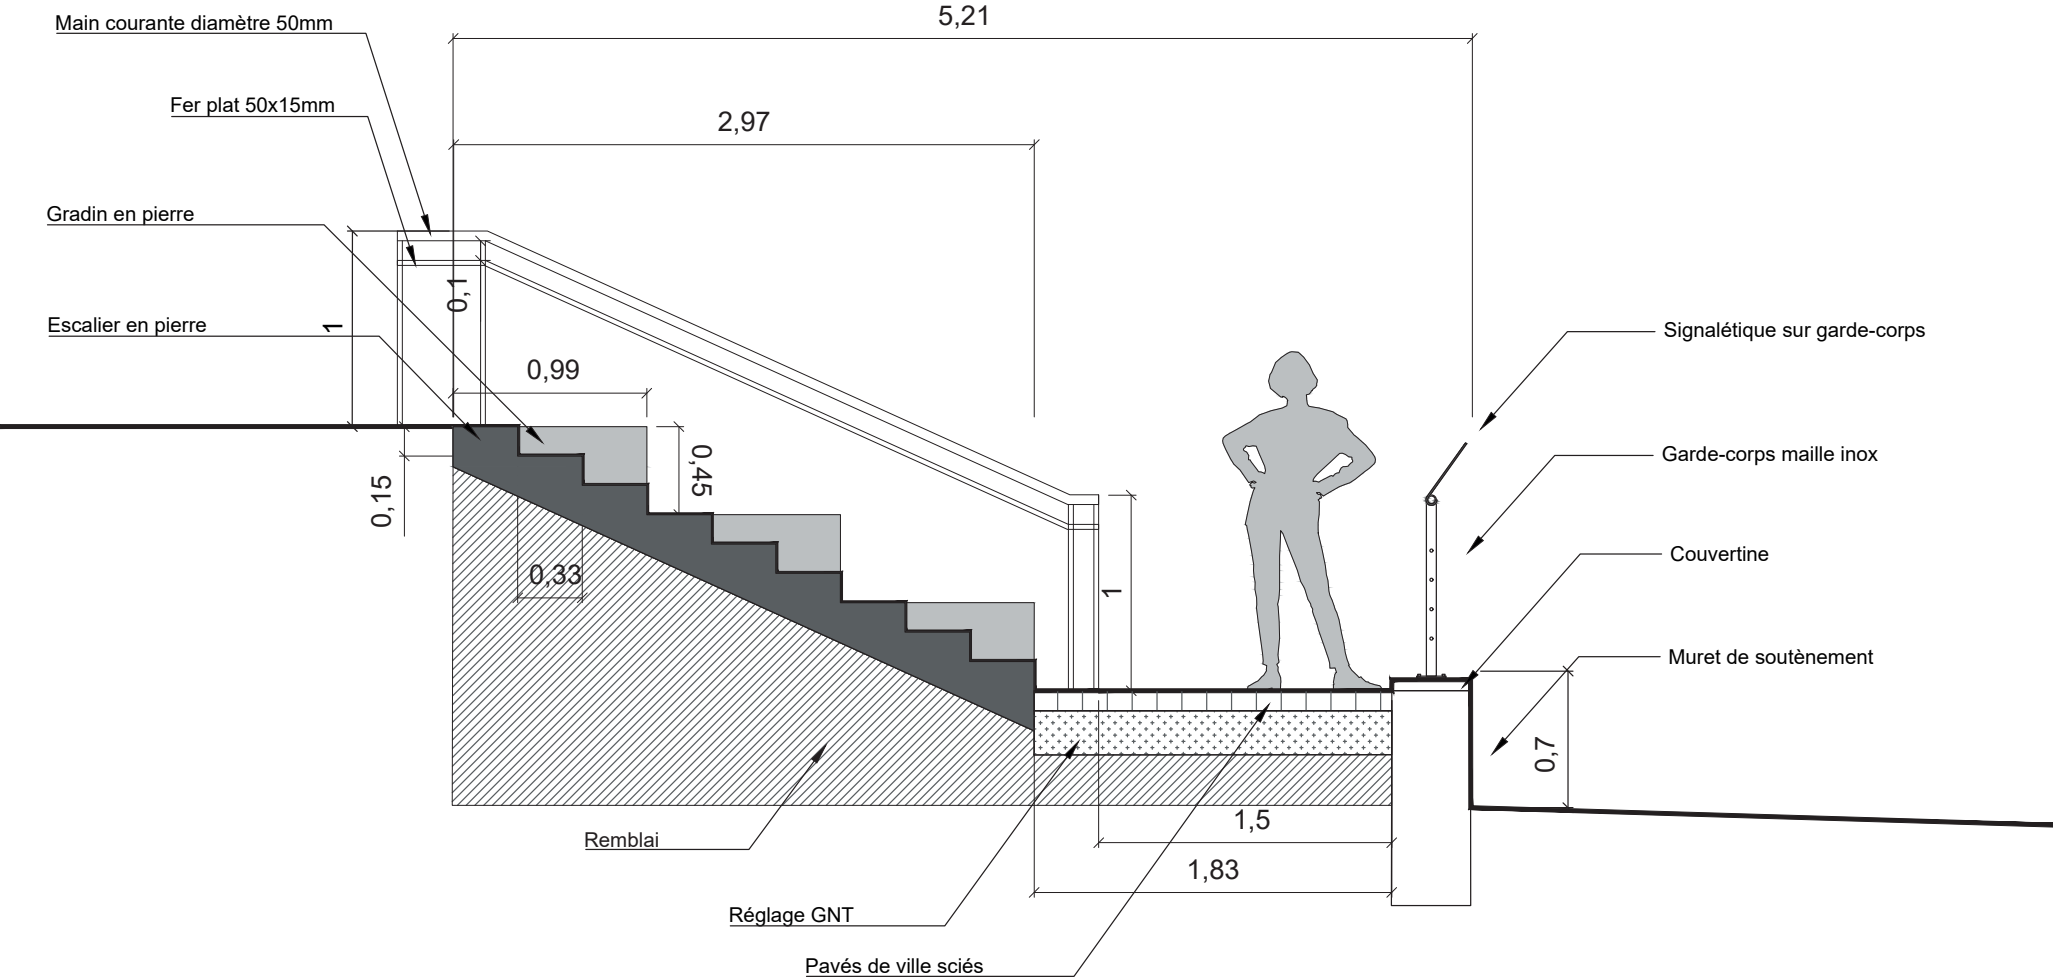 5,21
Main courante diamètre 50mm
Fer plat 50x15mm
2,97
Gradin en pierre
0,1
Escalier en pierre
1
Signalétique sur garde-corps
0,99
0,45
Garde-corps maille inox
0,15
Couvertine
0,33
1
Muret de soutènement
0,7
1,5
Remblai
1,83
Réglage GNT
Pavés de ville sciés